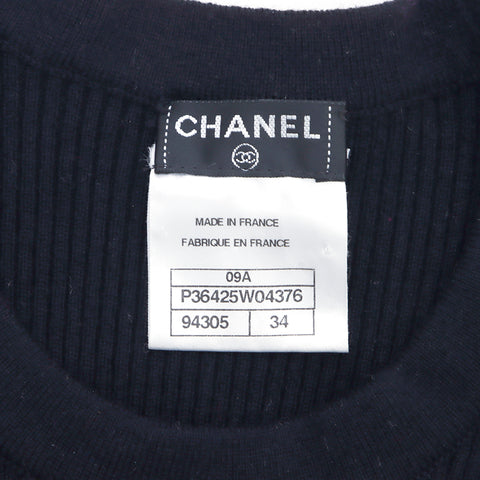 CHANEL
MADE IN FRANCE
FABRIQUE EN FRANCE
09A
P36425W04376
94305 34